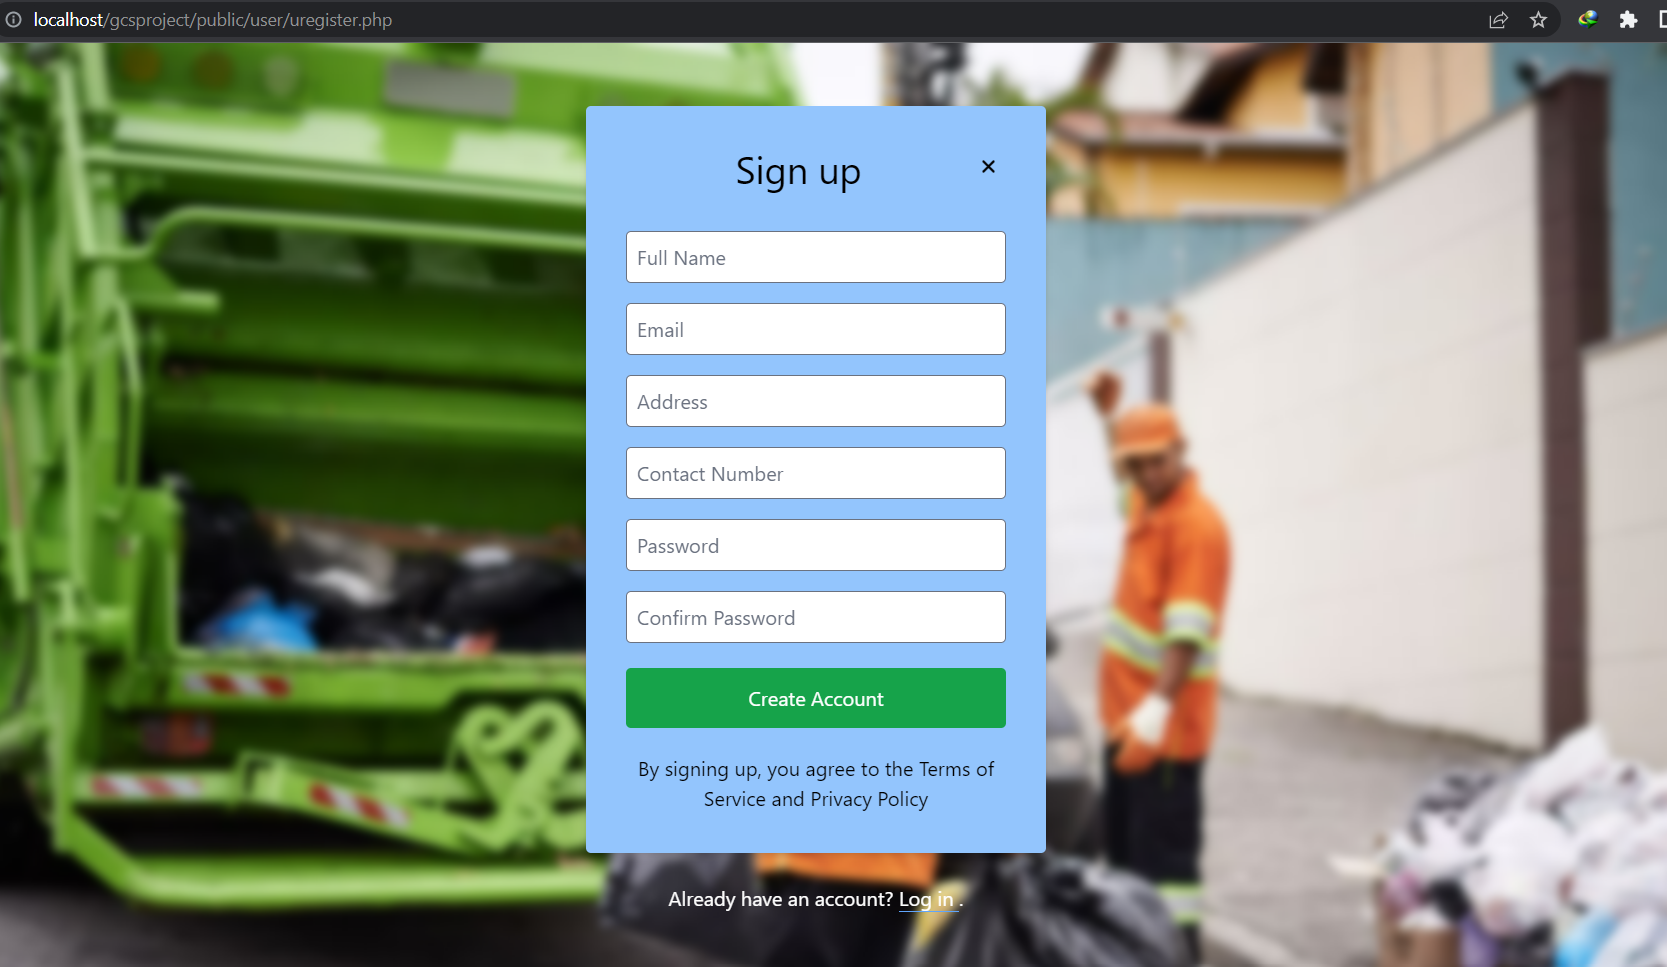 localhost/gcsproject/public/user/uregister.php
Sign up
Full Name
Email
Address
Contact Number
Password
Confirm Password
Create Account
By signing up, you agree to the Terms of
Service and Privacy Policy
Already have an account? Log in .